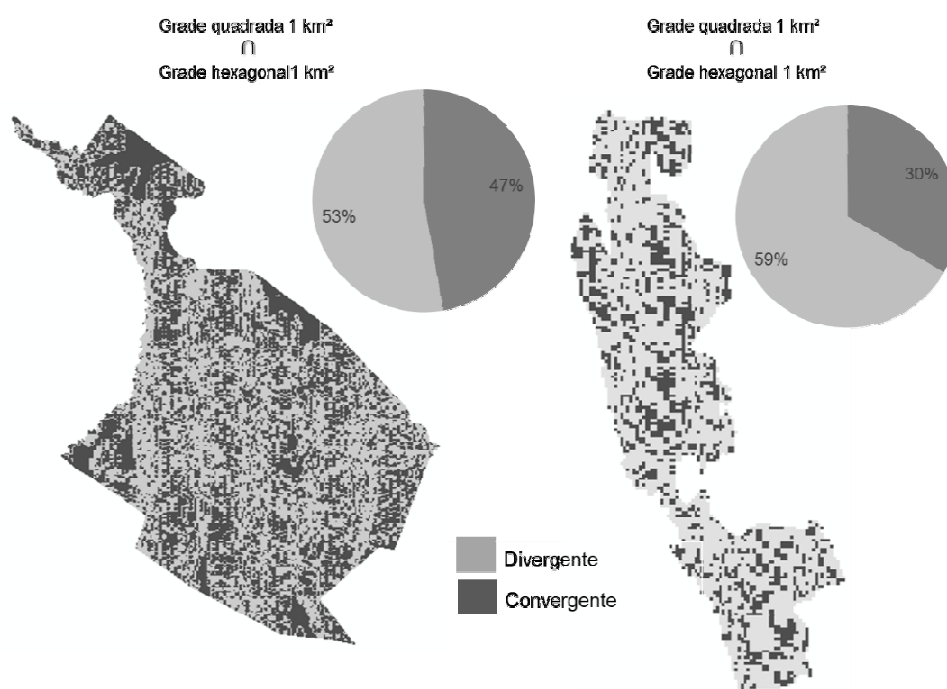 Grade quadrada 1 km²
∩
Grade hexagonal1 km²
Grade quadrada 1 km²
∩
Grade hexagonal 1 km²
47%
53%
30%
59%
Divergente
Convergente